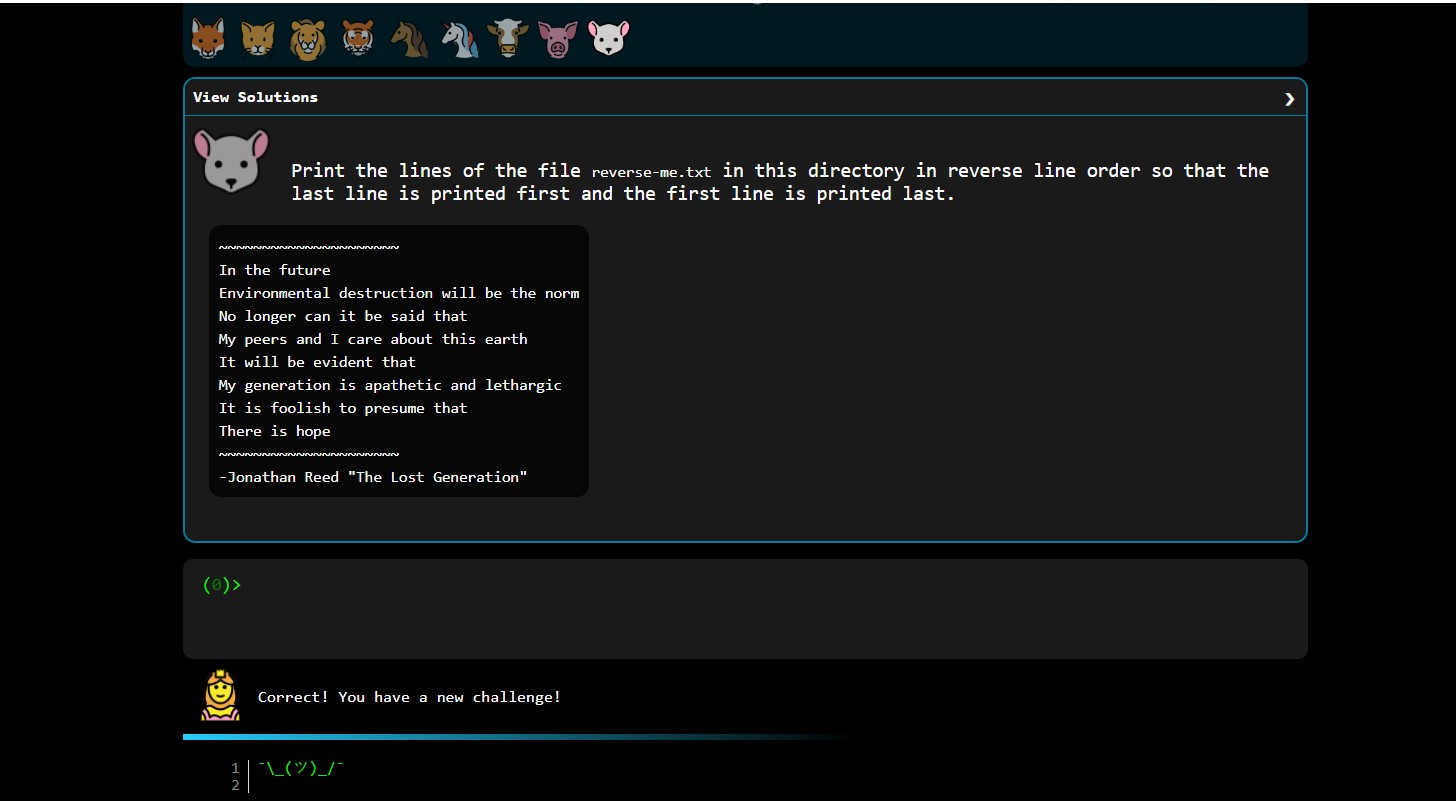 View Solutions ❯
Print the lines of the file reverse-me.txt in this directory in reverse line order so that the
last line is printed first and the first line is printed last.
~~~~~~~~~~~~~~~~~~~~~
In the future
Environmental destruction will be the norm
No longer can it be said that
My peers and I care about this earth
It will be evident that
My generation is apathetic and lethargic
It is foolish to presume that
There is hope
~~~~~~~~~~~~~~~~~~~~~
-Jonathan Reed "The Lost Generation"
(0)>
Correct! You have a new challenge!
1 ¯\_(ツ)_/¯
2